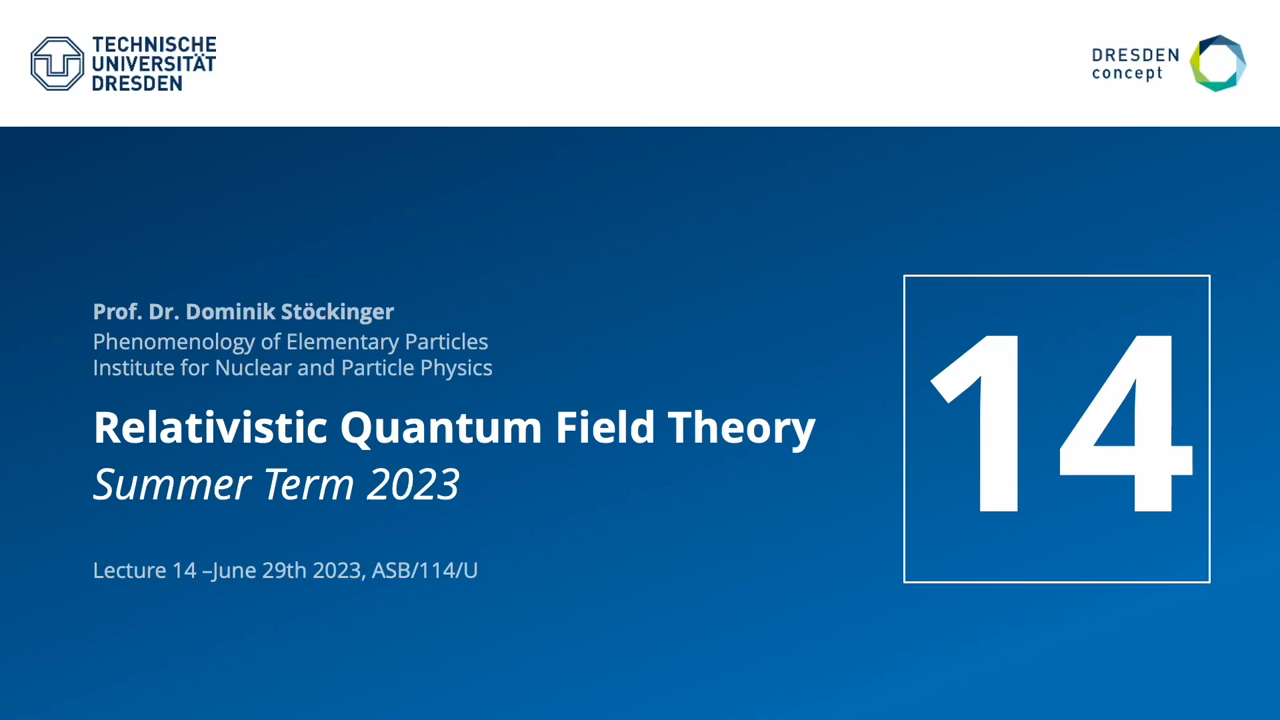 TECHNISCHE
UNIVERSITÄT
DRESDEN
DRESDEN
concept
Prof. Dr. Dominik Stöckinger
Phenomenology of Elementary Particles
Institute for Nuclear and Particle Physics
Relativistic Quantum Field Theory
Summer Term 2023
Lecture 14 –June 29th 2023, ASB/114/U
14